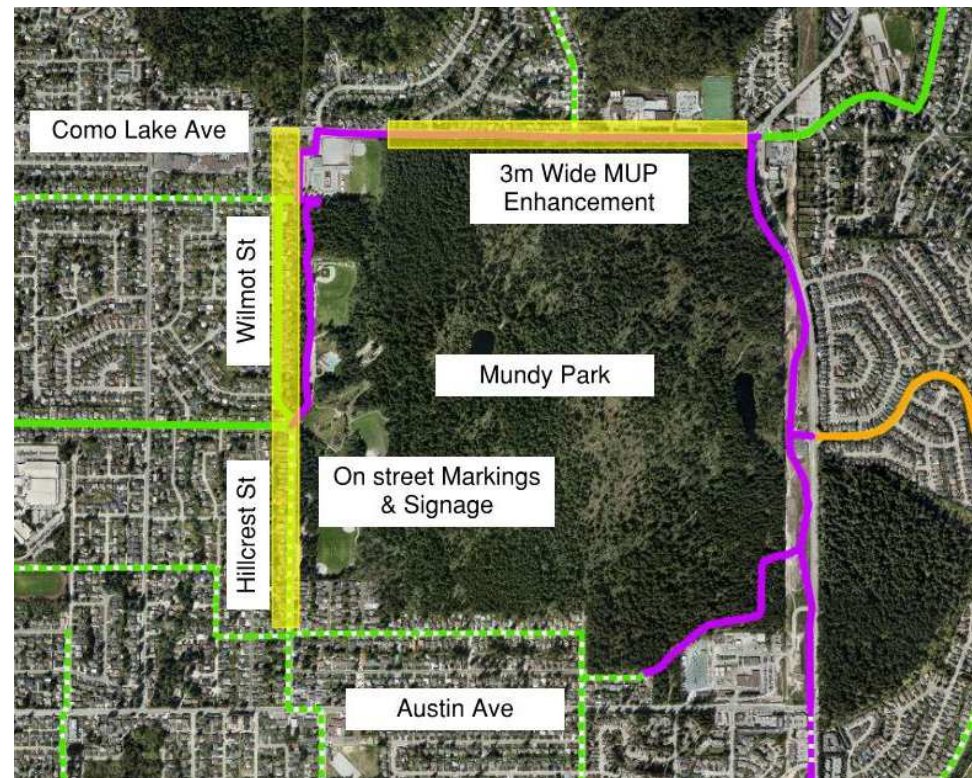 Como Lake Ave
3m Wide MUP
Enhancement
Wilmot St
Mundy Park
On street Markings
& Signage
Hillcrest St
Austin Ave